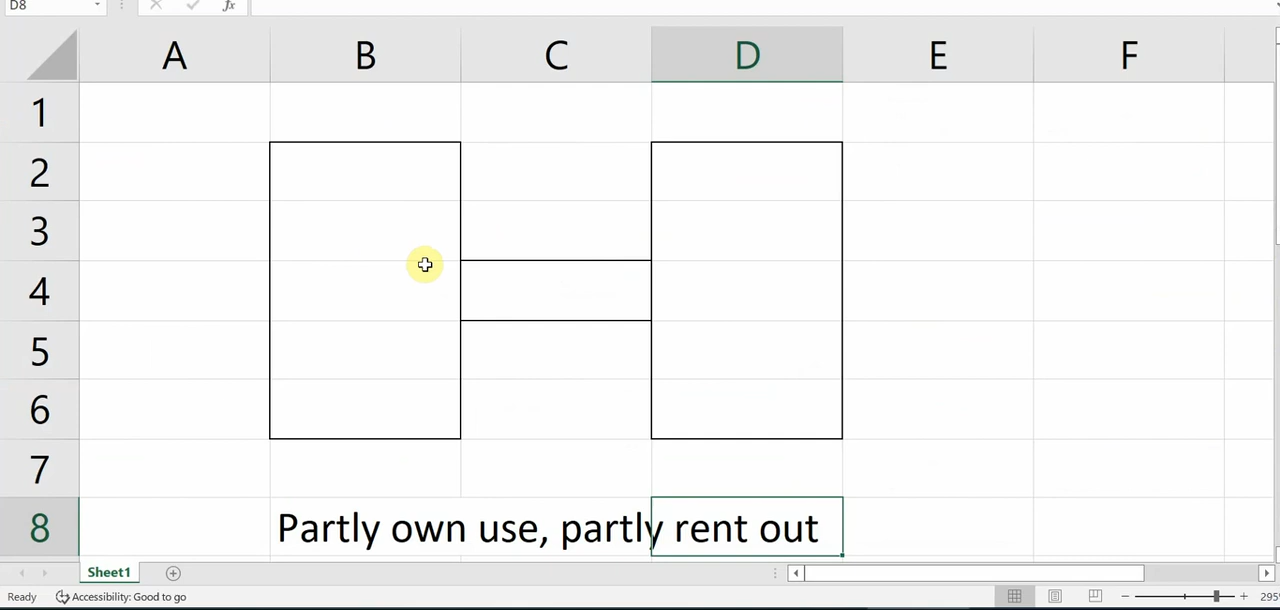 D8
fx
A B C D E F
1
2
3
4
5
6
7
8 Partly own use, partly rent out
Sheet1
Ready Accessibility: Good to go